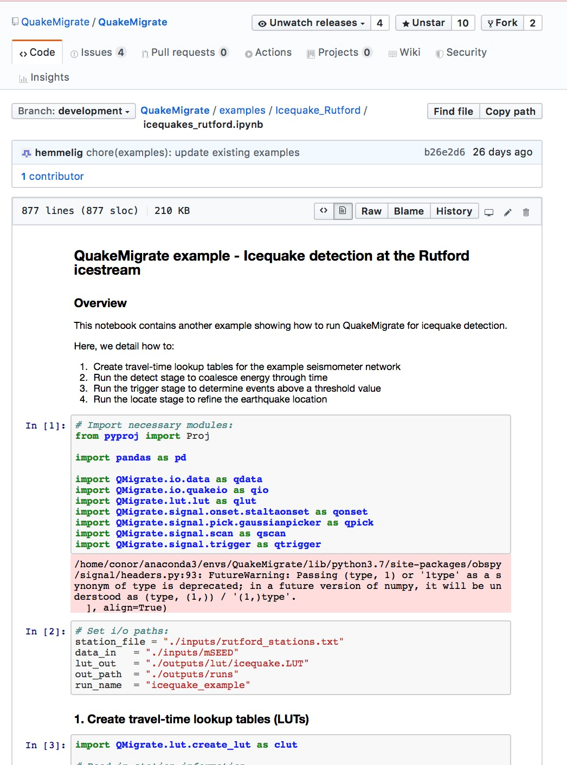 QuakeMigrate / QuakeMigrate
Unwatch releases 4 Unstar 10 Fork 2
Code Issues 4 Pull requests 0 Actions Projects 0 Wiki Security
Insights
Branch: development QuakeMigrate / examples / Icequake_Rutford / Find file Copy path
icequakes_rutford.ipynb
hemmelig chore(examples): update existing examples b26e2d6 26 days ago
1 contributor
877 lines (877 sloc) 210 KB <> Raw Blame History
QuakeMigrate example - Icequake detection at the Rutford
icestream
Overview
This notebook contains another example showing how to run QuakeMigrate for icequake detection.
Here, we detail how to:
1. Create travel-time lookup tables for the example seismometer network
2. Run the detect stage to coalesce energy through time
3. Run the trigger stage to determine events above a threshold value
4. Run the locate stage to refine the earthquake location
In [1]: # Import necessary modules:
from pyproj import Proj
import pandas as pd
import QMigrate.io.data as qdata
import QMigrate.io.quakeio as qio
import QMigrate.lut.lut as qlut
import QMigrate.signal.onset.staltaonset as qonset
import QMigrate.signal.pick.gaussianpicker as qpick
import QMigrate.signal.scan as qscan
import QMigrate.signal.trigger as qtrigger
/home/conor/anaconda3/envs/QuakeMigrate/lib/python3.7/site-packages/obspy
/signal/headers.py:93: FutureWarning: Passing (type, 1) or '1type' as a s
ynonym of type is deprecated; in a future version of numpy, it will be un
derstood as (type, (1,)) / '(1,)type'.
], align=True)
In [2]: # Set i/o paths:
station_file = "./inputs/rutford_stations.txt"
data_in = "./inputs/mSEED"
lut_out = "./outputs/lut/icequake.LUT"
out_path = "./outputs/runs"
run_name = "icequake_example"
1. Create travel-time lookup tables (LUTs)
In [3]: import QMigrate.lut.create_lut as clut